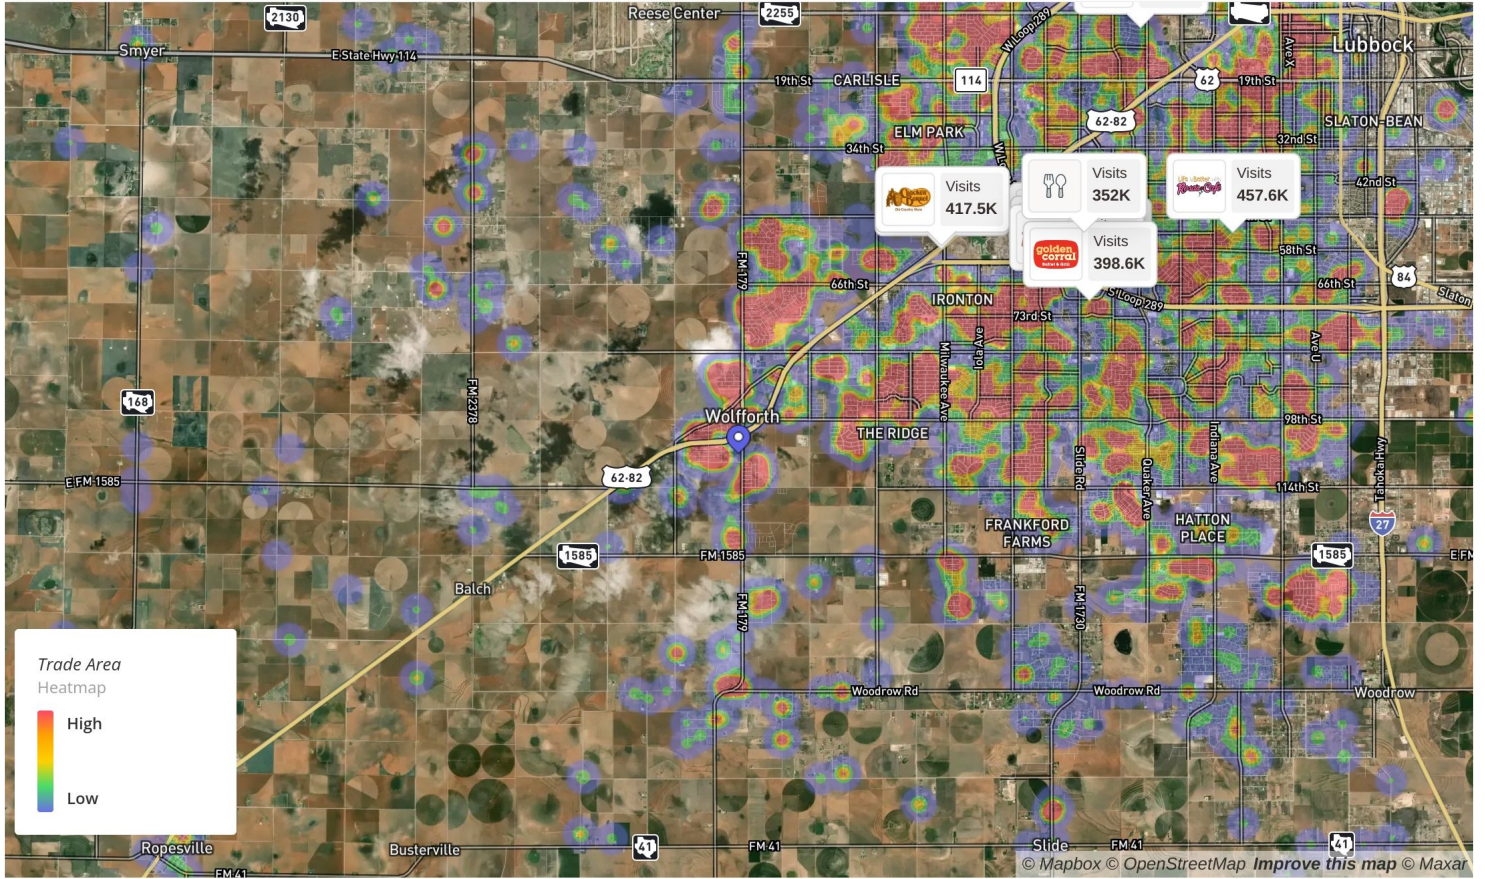 2130
Reese Center
2255
W Loop 289
Ave X
Lubbock
Smyer
E State Hwy 114
19th St
CARLISLE
114
62
19th St
62-82
SLATON-BEAN
ELM PARK
34th St
32nd St
42nd St
Visits
417.5K
Visits
352K
Visits
457.6K
golden
corral
Visits
398.6K
58th St
FM-179
66th St
66th St
84
Slaton
IRONTON
S Loop 289
73rd St
Iola Ave
Ave U
Milwaukee Ave
168
FM 2378
Wolfforth
THE RIDGE
98th St
Slide Rd
Quaker Ave
Indiana Ave
Tahoka Hwy
E FM-1585
62-82
114th St
FRANKFORD
FARMS
HATTON
PLACE
27
1585
FM 1585
1585
E FM
Balch
FM-179
FM-1730
Trade Area
Heatmap
High
Low
Woodrow Rd
Woodrow Rd
Woodrow
Ropesville
Busterville
41
FM 41
Slide
FM 41
41
FM 41
© Mapbox © OpenStreetMap Improve this map © Maxar